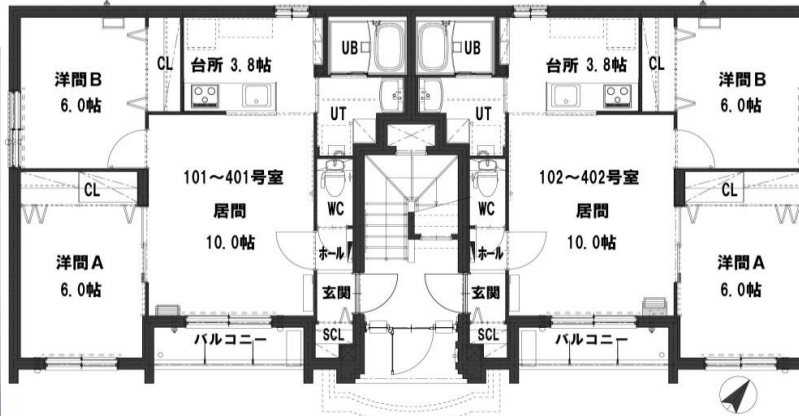 洋間B
6.0帖
CL
台所 3.8帖
UB
UT
101~401号室
居間
10.0帖
WC
ホール
玄関
SCL
バルコニー
CL
洋間A
6.0帖
UB
台所 3.8帖
CL
洋間B
6.0帖
UT
102~402号室
居間
10.0帖
WC
ホール
玄関
SCL
バルコニー
CL
洋間A
6.0帖